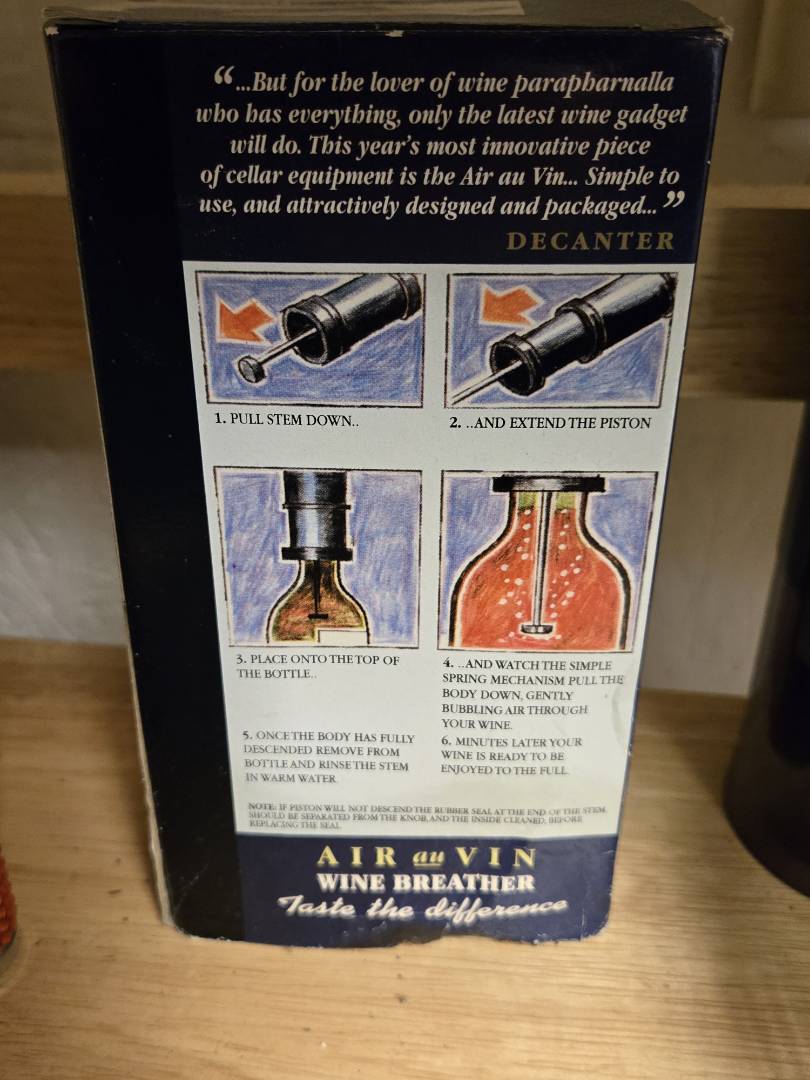 “...But for the lover of wine parapharnalla
who has everything, only the latest wine gadget
will do. This year's most innovative piece
of cellar equipment is the Air au Vin... Simple to
use, and attractively designed and packaged...”
DECANTER
1. PULL STEM DOWN..
2. ..AND EXTEND THE PISTON
3. PLACE ONTO THE TOP OF
THE BOTTLE..
4. ..AND WATCH THE SIMPLE
SPRING MECHANISM PULL THE
BODY DOWN, GENTLY
BUBBLING AIR THROUGH
YOUR WINE.
5. ONCE THE BODY HAS FULLY
DESCENDED REMOVE FROM
BOTTLE AND RINSE THE STEM
IN WARM WATER.
6. MINUTES LATER YOUR
WINE IS READY TO BE
ENJOYED TO THE FULL.
NOTE: IF PISTON WILL NOT DESCEND THE RUBBER SEAL AT THE END OF THE STEM,
SHOULD BE SEPARATED FROM THE KNOB, AND THE INSIDE CLEANED, BEFORE
REPLACING THE SEAL
AIR au VIN
WINE BREATHER
Taste the difference